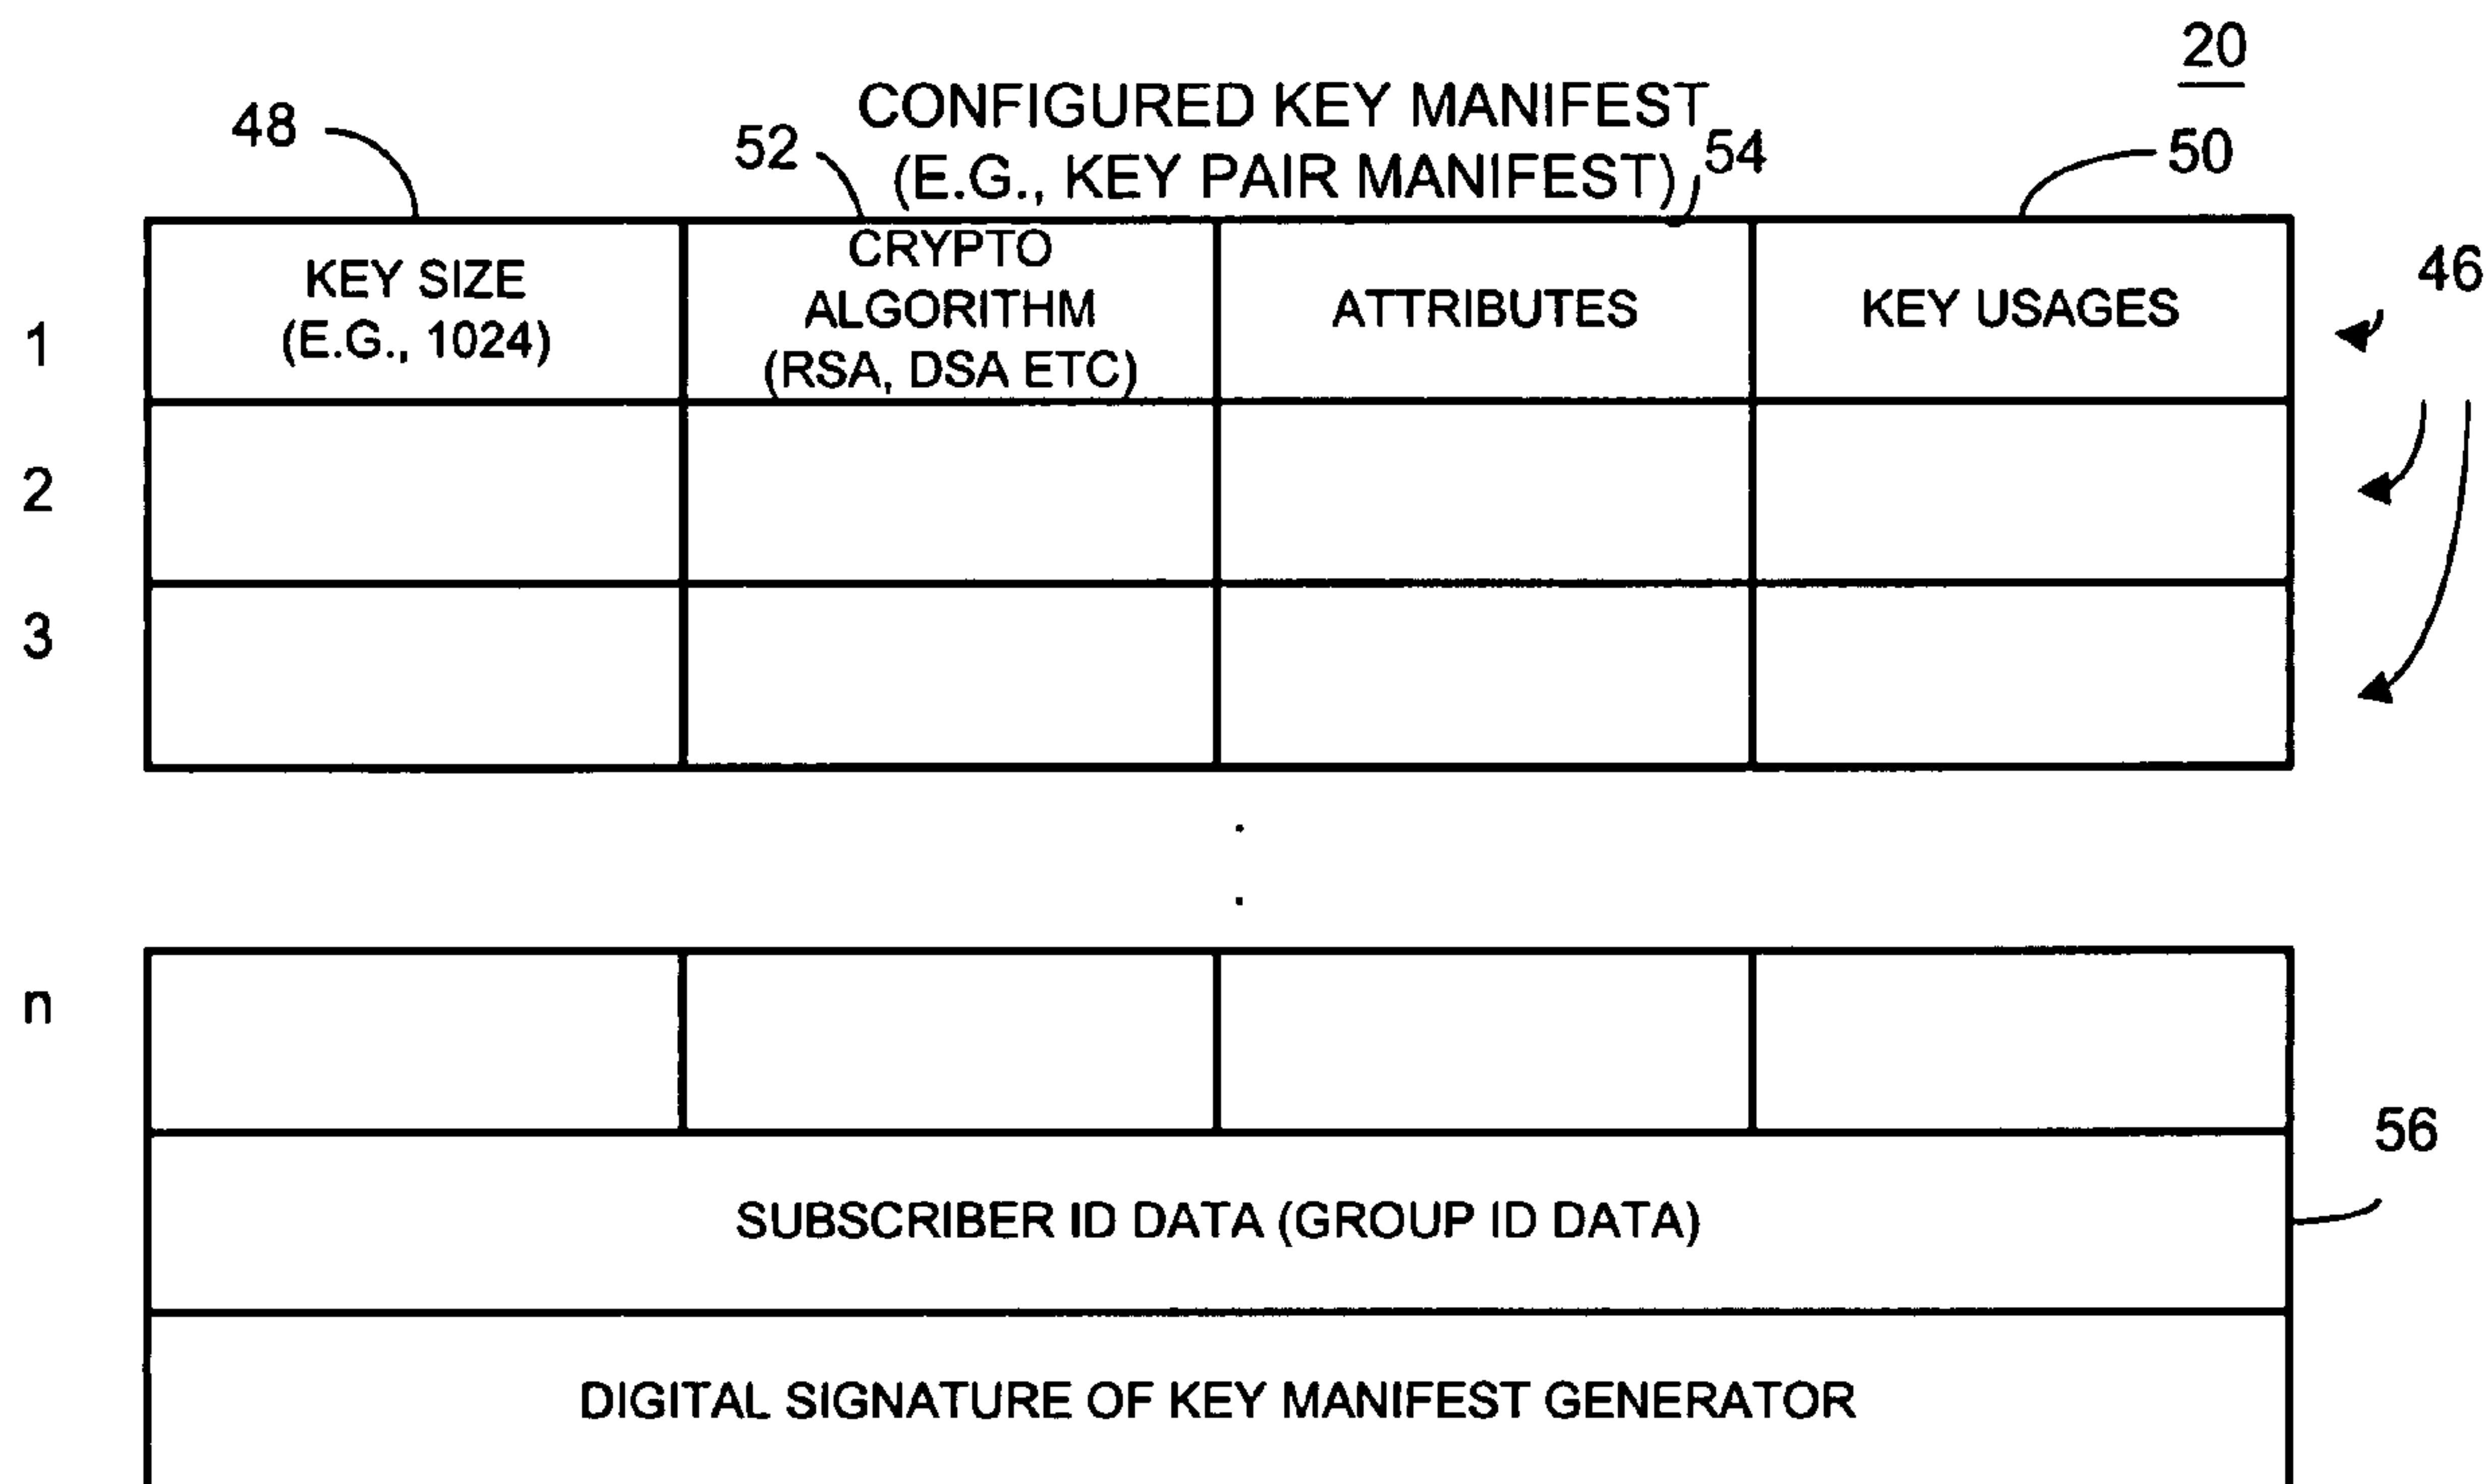 20
CONFIGURED KEY MANIFEST
(E.G., KEY PAIR MANIFEST)
48
52
54
50
46
1
KEY SIZE
(E.G., 1024)
CRYPTO
ALGORITHM
(RSA, DSA ETC)
ATTRIBUTES
KEY USAGES
2
3
n
56
SUBSCRIBER ID DATA (GROUP ID DATA)
DIGITAL SIGNATURE OF KEY MANIFEST GENERATOR